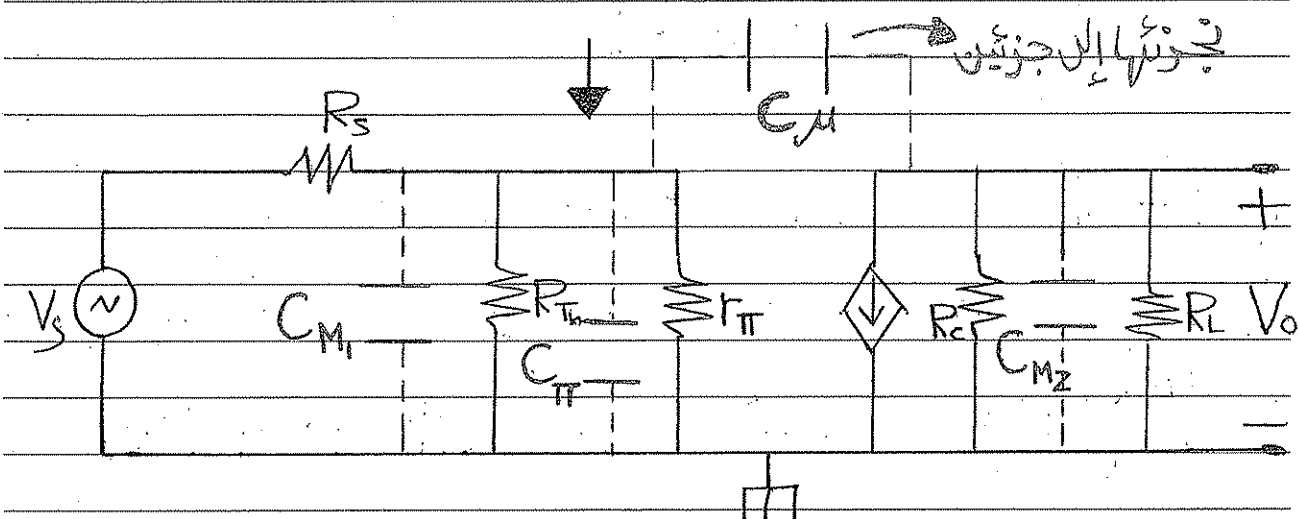 نجزئها إلى جزئين
Cμ
Rs
+
Vs
CM1
RTh
Cπ
rπ
Rc
CM2
RL
Vo
−